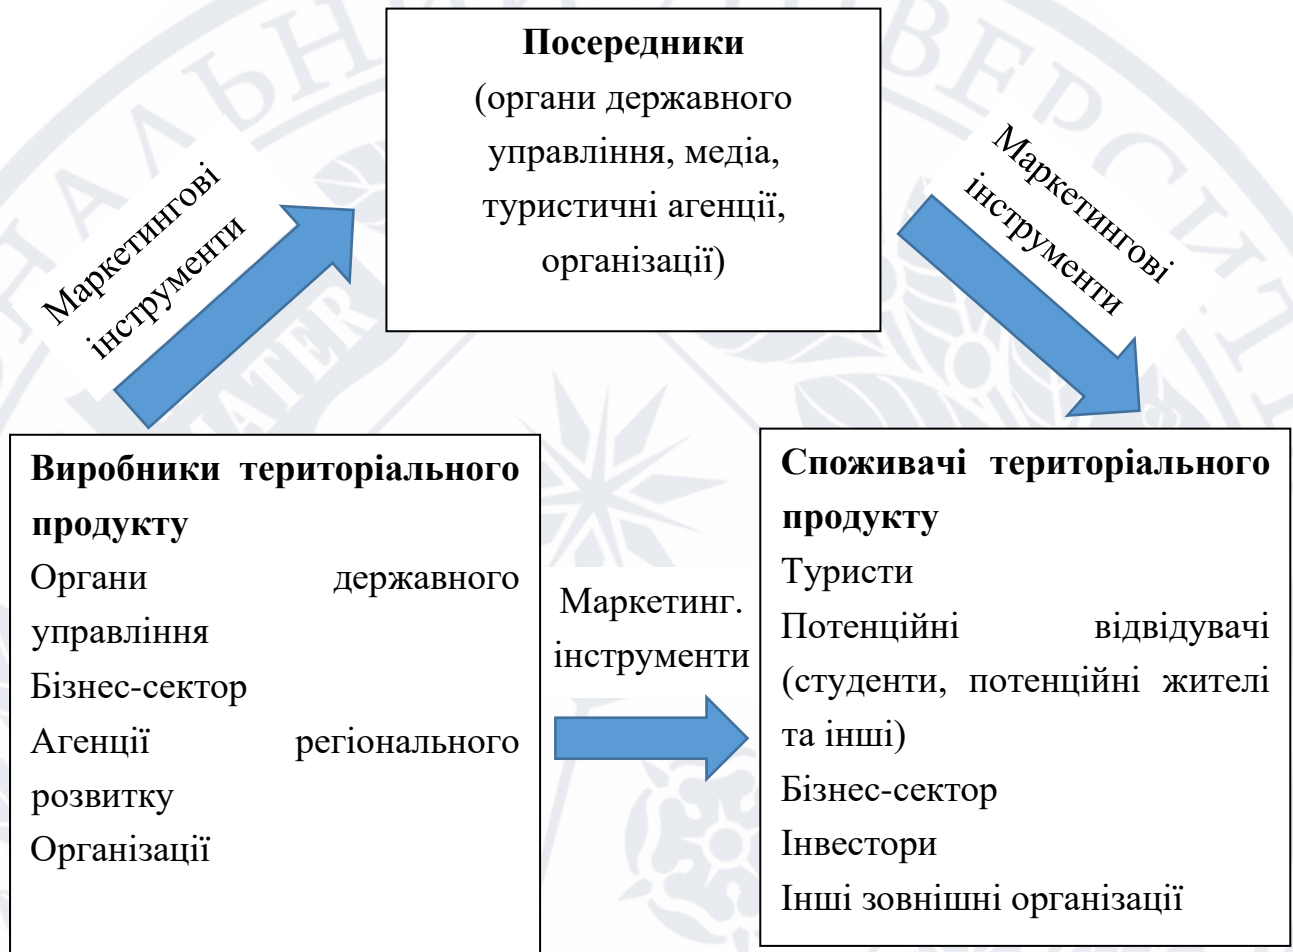 Посередники
(органи державного
управління, медіа,
туристичні агенції,
організації)
Маркетингові
інструменти
Маркетингові
інструменти
Виробники територіального
продукту
Органи державного
управління
Бізнес-сектор
Агенції регіонального
розвитку
Організації
Маркетинг.
інструменти
Споживачі територіального
продукту
Туристи
Потенційні відвідувачі
(студенти, потенційні жителі
та інші)
Бізнес-сектор
Інвестори
Інші зовнішні організації